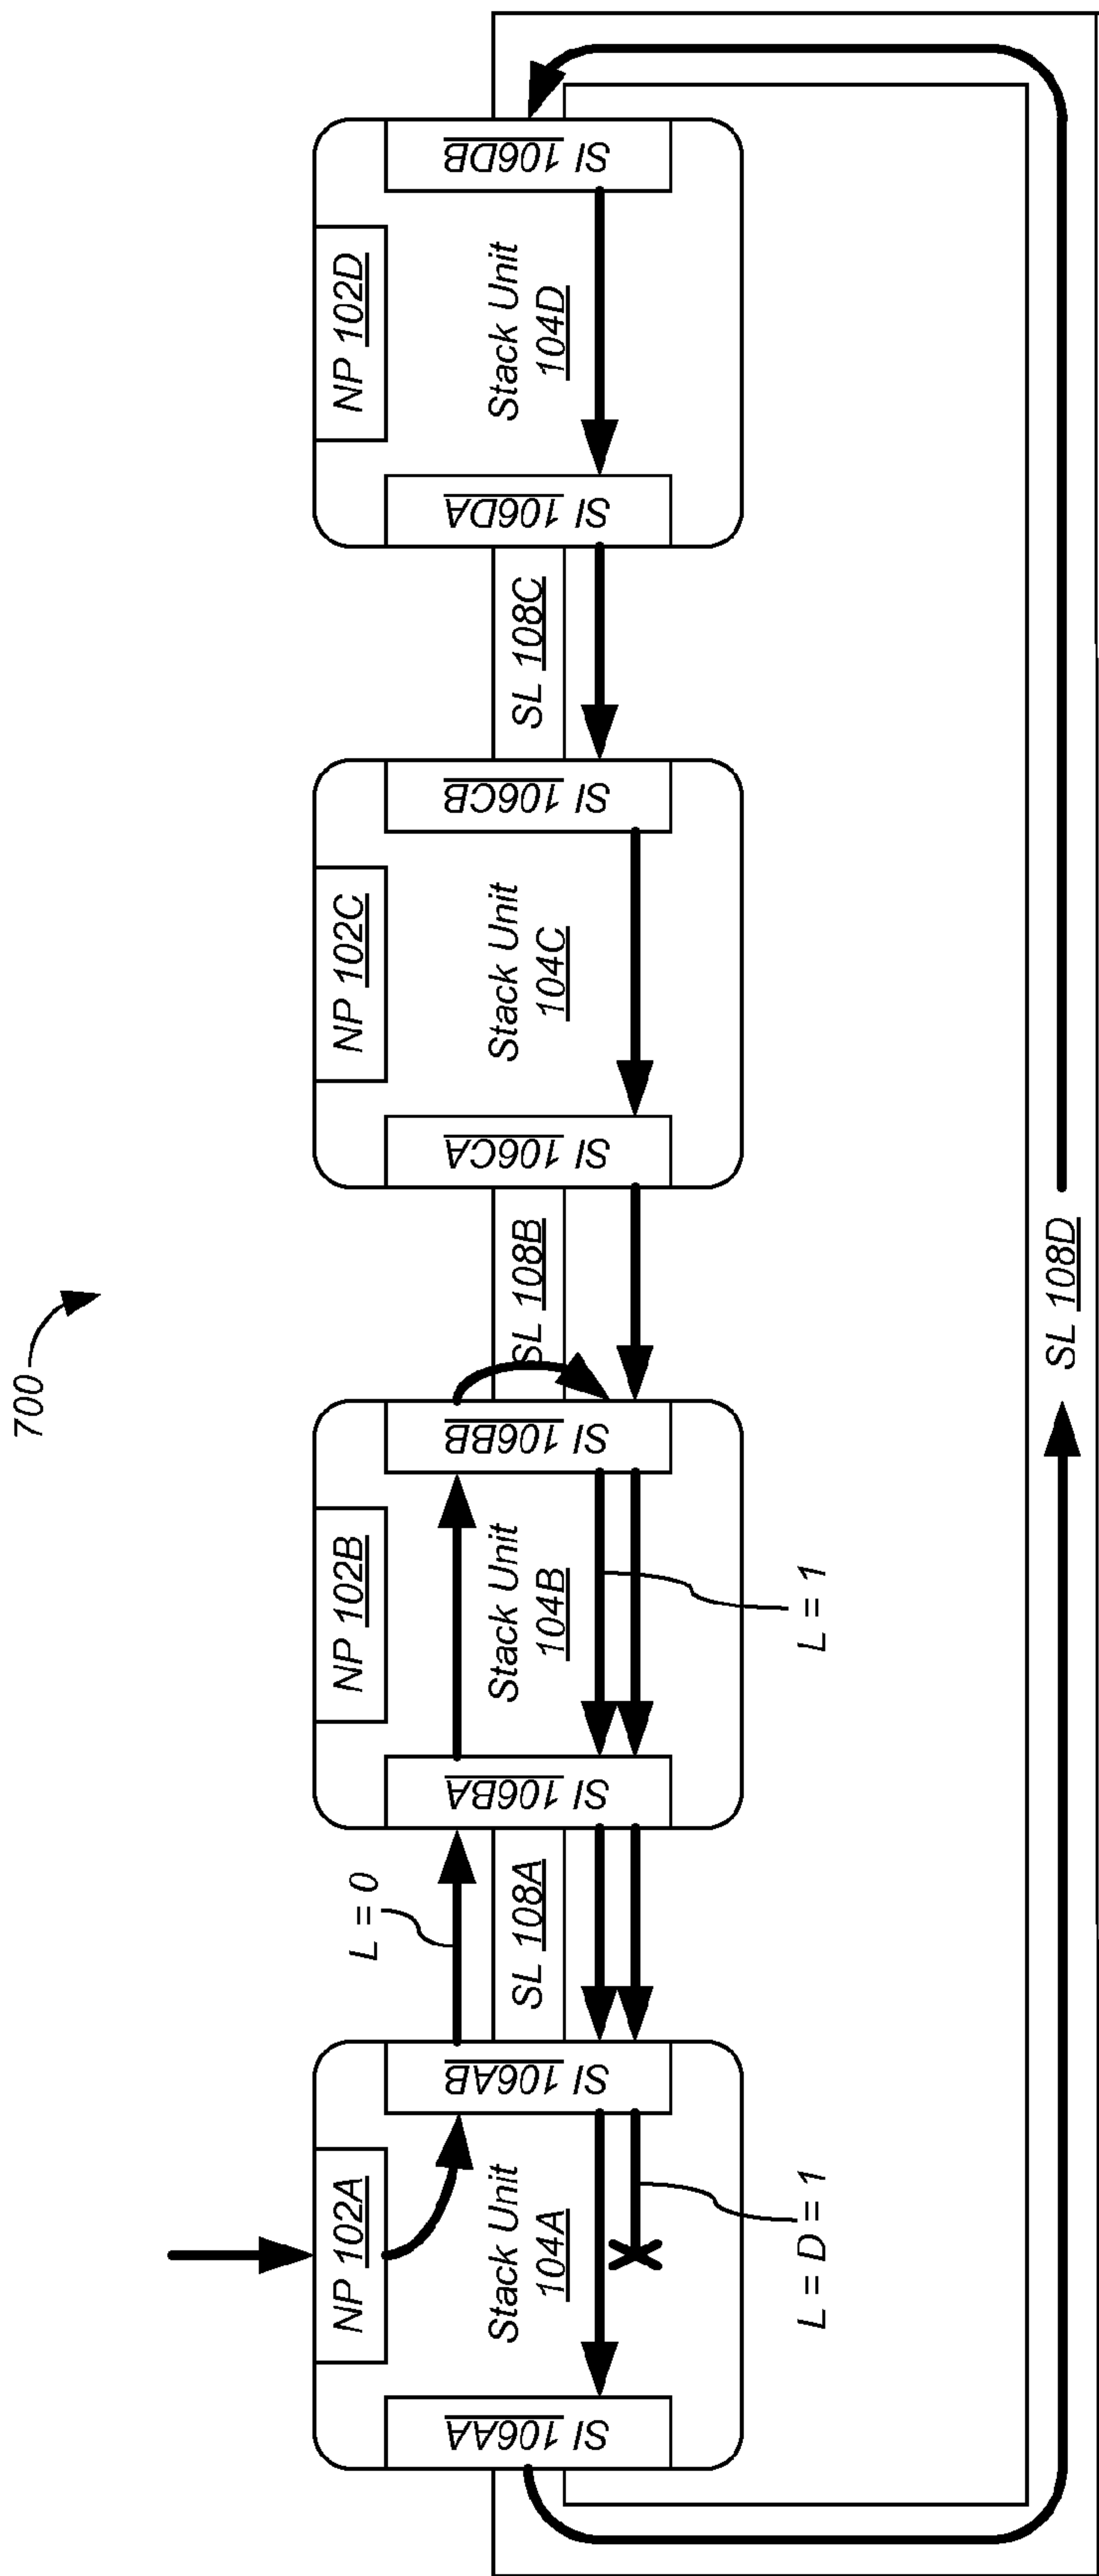 700
NP 102A
SI 106AA
Stack Unit
104A
SI 106AB
L = D = 1
L = 0
SL 108A
NP 102B
SI 106BA
Stack Unit
104B
SI 106BB
L = 1
SL 108B
NP 102C
SI 106CA
Stack Unit
104C
SI 106CB
SL 108C
NP 102D
SI 106DA
Stack Unit
104D
SI 106DB
SL 108D